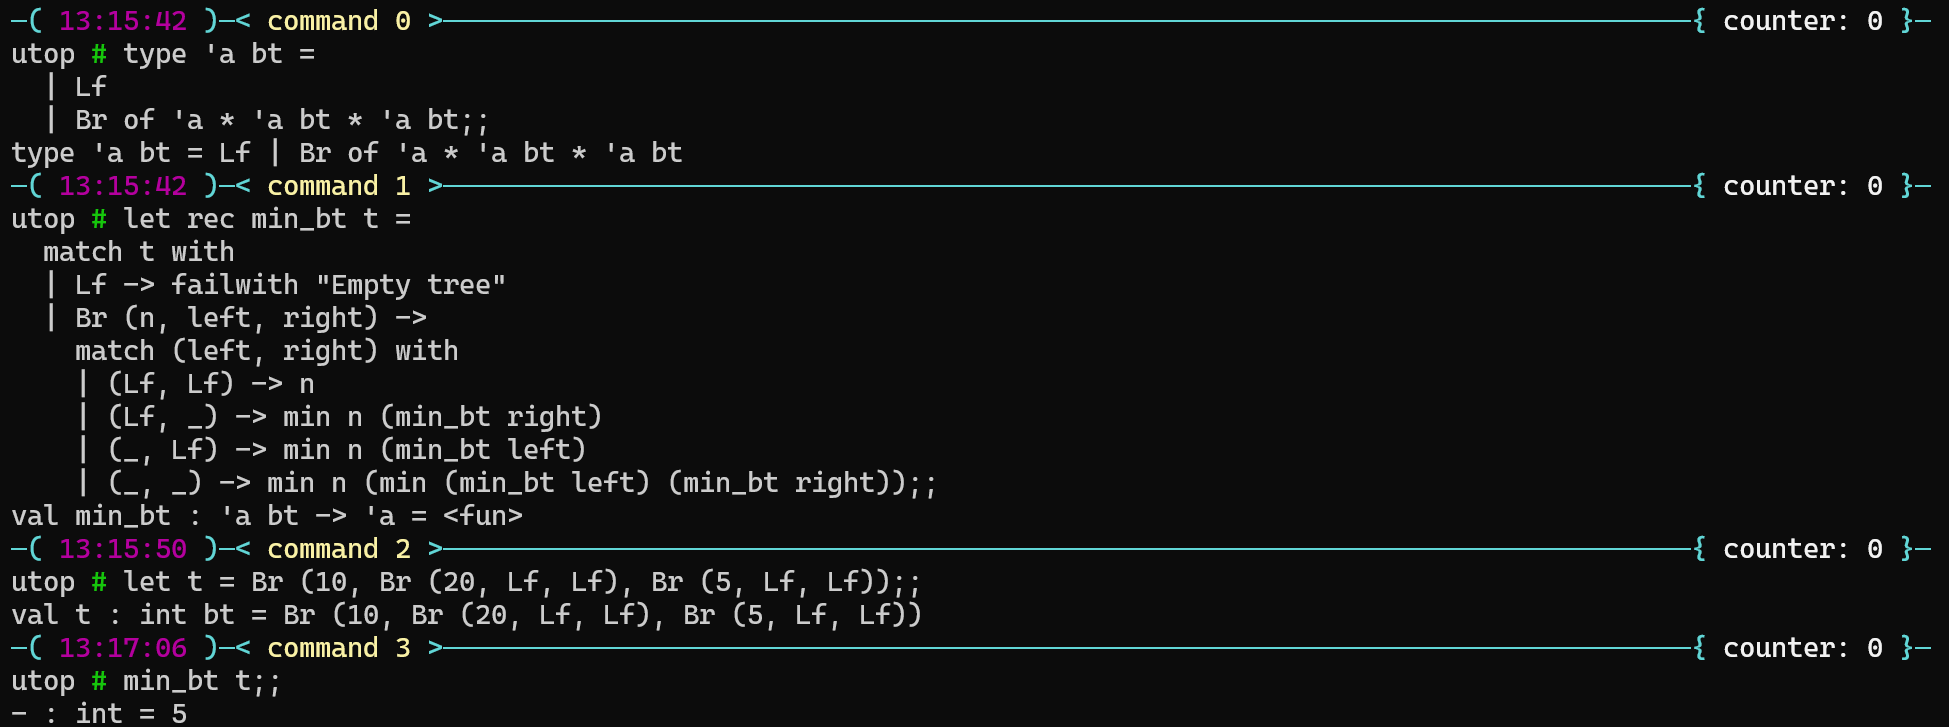 ─( 13:15:42 )─< command 0 >──────────────────────────────{ counter: 0 }─
utop # type 'a bt =
  | Lf
  | Br of 'a * 'a bt * 'a bt;;
type 'a bt = Lf | Br of 'a * 'a bt * 'a bt
─( 13:15:42 )─< command 1 >──────────────────────────────{ counter: 0 }─
utop # let rec min_bt t =
  match t with
  | Lf -> failwith "Empty tree"
  | Br (n, left, right) ->
    match (left, right) with
    | (Lf, Lf) -> n
    | (Lf, _) -> min n (min_bt right)
    | (_, Lf) -> min n (min_bt left)
    | (_, _) -> min n (min (min_bt left) (min_bt right));;
val min_bt : 'a bt -> 'a = <fun>
─( 13:15:50 )─< command 2 >──────────────────────────────{ counter: 0 }─
utop # let t = Br (10, Br (20, Lf, Lf), Br (5, Lf, Lf));;
val t : int bt = Br (10, Br (20, Lf, Lf), Br (5, Lf, Lf))
─( 13:17:06 )─< command 3 >──────────────────────────────{ counter: 0 }─
utop # min_bt t;;
- : int = 5